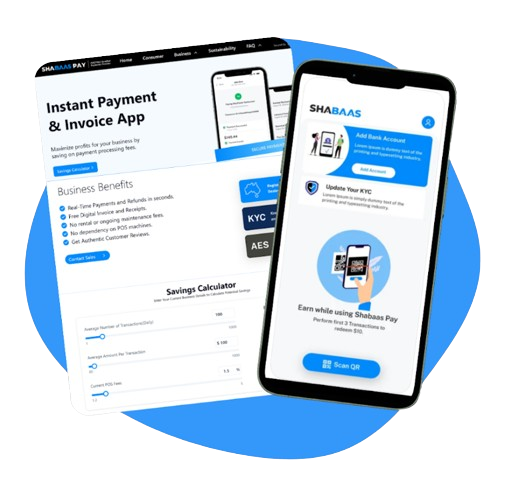 SHABAAS PAY
Home
Consumer
Business
Sustainability
FAQ
Instant Payment
& Invoice App
Maximize profits for your business by
saving on payment processing fees.
Savings Calculator
Business Benefits
Real-Time Payments and Refunds in seconds.
Free Digital Invoice and Receipts.
No rental or ongoing maintenance fees.
No dependency on POS machines.
Get Authentic Customer Reviews.
Contact Sales
KYC
AES
Savings Calculator
Average Number of Transactions(Daily)
100
Average Amount Per Transaction
$ 100
Current POS Fees
1.5 %
SHABAAS
Add Bank Account
Lorem Ipsum is simply dummy text of the
printing and typesetting industry
Add Account
Update Your KYC
Lorem Ipsum is simply dummy text of the
printing and typesetting industry
Earn while using Shabaas Pay
Perform first 3 Transactions to
redeem $10.
Scan QR